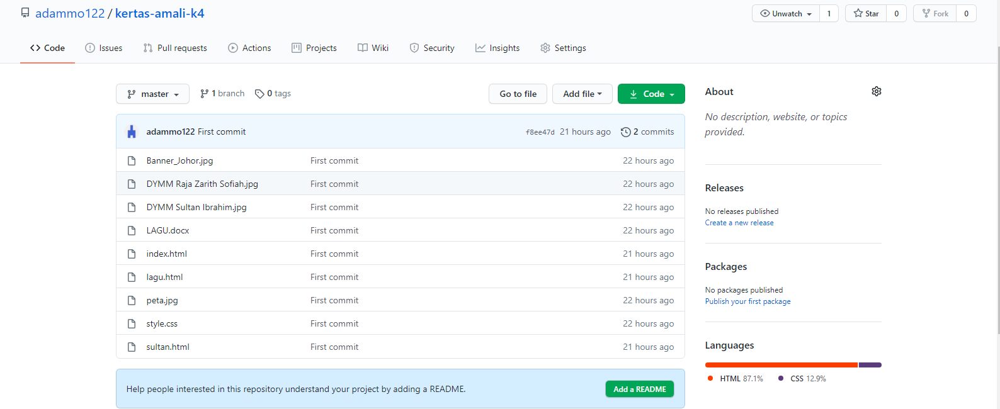 adammo122 / kertas-amali-k4
Unwatch 1 Star 0 Fork 0
Code Issues Pull requests Actions Projects Wiki Security Insights Settings
master 1 branch 0 tags Go to file Add file Code
adammo122 First commit f8ee47d 21 hours ago 2 commits
Banner_Johor.jpg First commit 22 hours ago
DYMM Raja Zarith Sofiah.jpg First commit 22 hours ago
DYMM Sultan Ibrahim.jpg First commit 22 hours ago
LAGU.docx First commit 22 hours ago
index.html First commit 21 hours ago
lagu.html First commit 21 hours ago
peta.jpg First commit 22 hours ago
style.css First commit 22 hours ago
sultan.html First commit 21 hours ago
Help people interested in this repository understand your project by adding a README. Add a README
About
No description, website, or topics
provided.
Releases
No releases published
Create a new release
Packages
No packages published
Publish your first package
Languages
HTML 87.1% CSS 12.9%